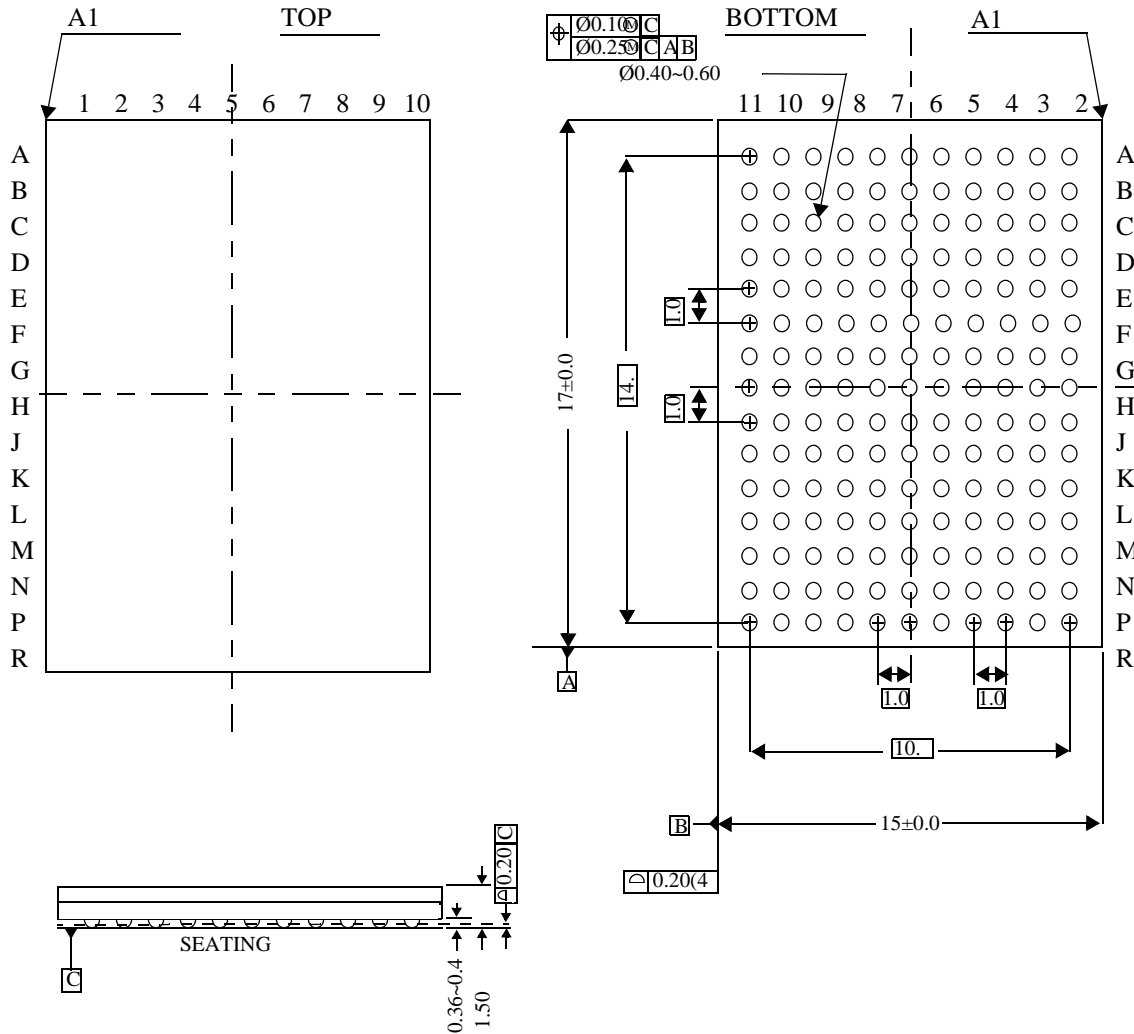 A1 TOP
Ø0.10Ⓜ C
Ø0.25Ⓜ C A B
BOTTOM A1
Ø0.40~0.60
1 2 3 4 5 6 7 8 9 10
11 10 9 8 7 6 5 4 3 2
A
B
C
D
E
F
G
H
J
K
L
M
N
P
R
17±0.0
14.
1.0
1.0
A
B
C
D
E
F
G
H
J
K
L
M
N
P
R
A
1.0 1.0
10.
B
15±0.0
0.20(4
0.20 C
SEATING
C
0.36~0.4
1.50